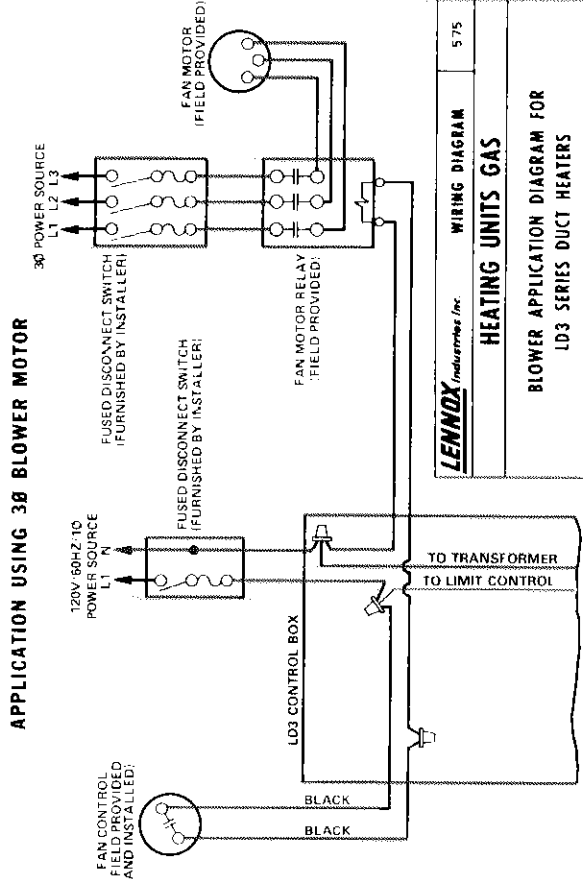 APPLICATION USING 3Ø BLOWER MOTOR
3Ø POWER SOURCE
L1 L2 L3
FUSED DISCONNECT SWITCH
(FURNISHED BY INSTALLER)
FAN MOTOR
(FIELD PROVIDED)
FAN MOTOR RELAY
(FIELD PROVIDED)
120V/60HZ/1Ø
POWER SOURCE
L1 N
FUSED DISCONNECT SWITCH
(FURNISHED BY INSTALLER)
FAN CONTROL
FIELD PROVIDED
AND INSTALLED)
LD3 CONTROL BOX
BLACK
BLACK
TO TRANSFORMER
TO LIMIT CONTROL
LENNOX Industries Inc. WIRING DIAGRAM 5 75
HEATING UNITS GAS
BLOWER APPLICATION DIAGRAM FOR
LD3 SERIES DUCT HEATERS